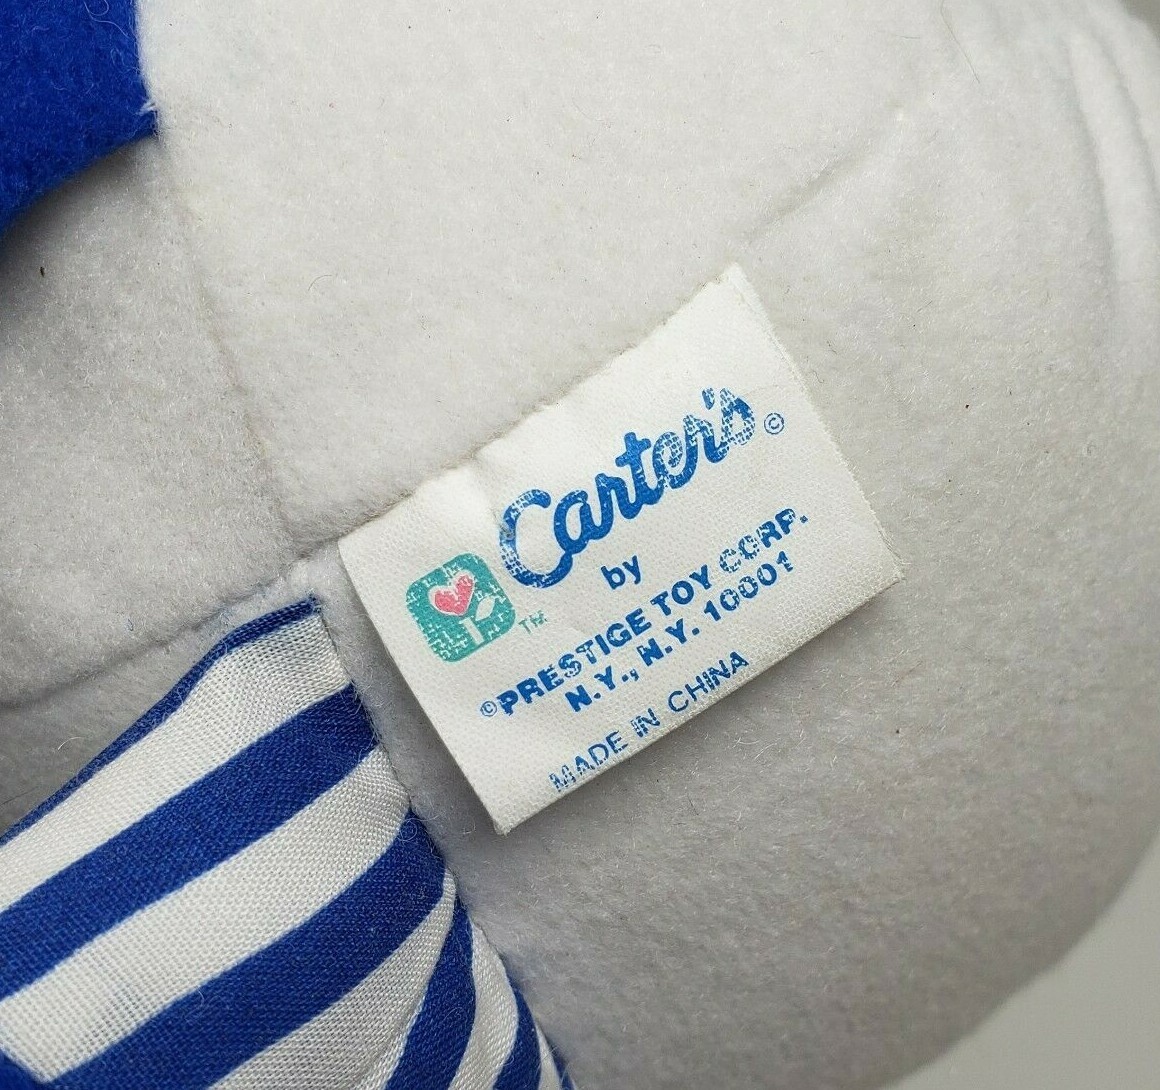 Carter's ©
by
TM
©PRESTIGE TOY CORP.
N.Y., N.Y. 10001
MADE IN CHINA